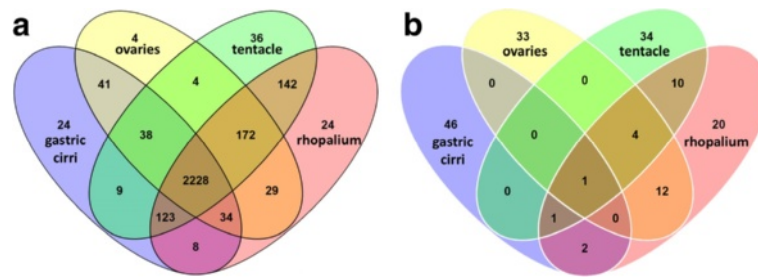 a
4
ovaries
36
tentacle
41
4
142
24
gastric
cirri
38
172
24
rhopalium
9
2228
29
123
34
8
b
33
ovaries
34
tentacle
0
0
10
46
gastric
cirri
0
4
20
rhopalium
0
1
12
1
0
2